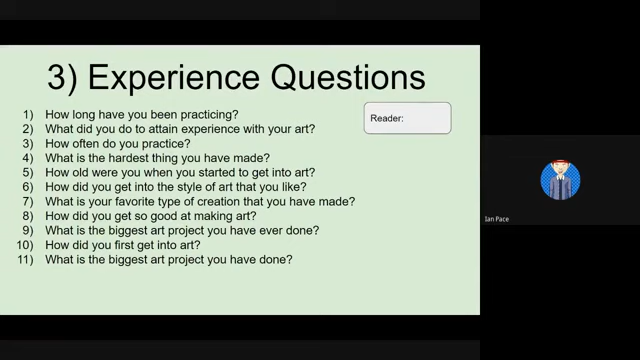 3) Experience Questions
1) How long have you been practicing?
2) What did you do to attain experience with your art?
3) How often do you practice?
4) What is the hardest thing you have made?
5) How old were you when you started to get into art?
6) How did you get into the style of art that you like?
7) What is your favorite type of creation that you have made?
8) How did you get so good at making art?
9) What is the biggest art project you have ever done?
10) How did you first get into art?
11) What is the biggest art project you have done?
Reader:
Ian Pace